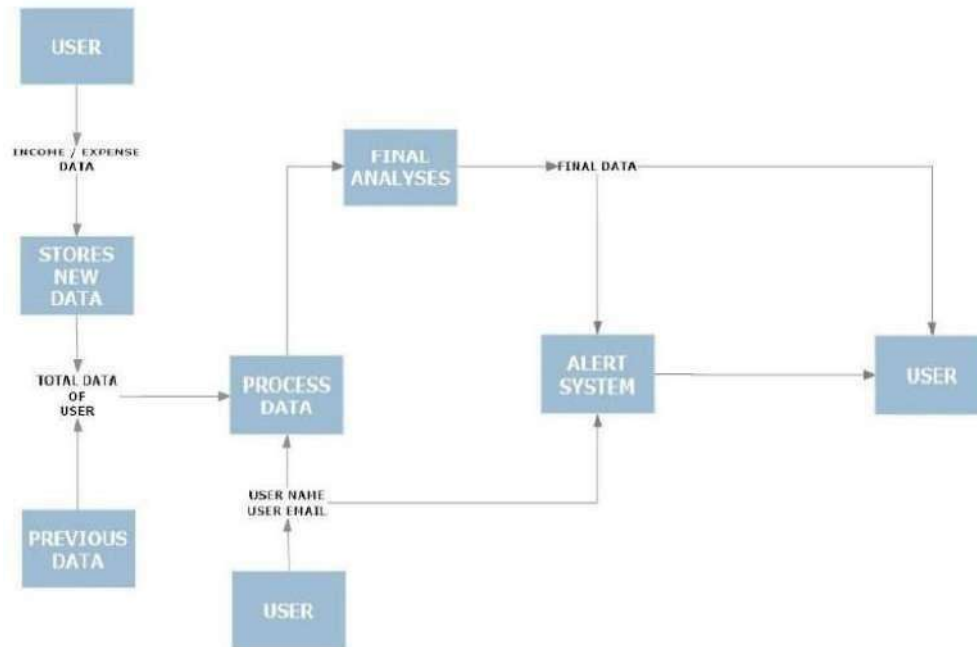 USER
INCOME / EXPENSE
DATA
STORES
NEW
DATA
TOTAL DATA
OF
USER
PREVIOUS
DATA
PROCESS
DATA
USER NAME
USER EMAIL
USER
FINAL
ANALYSES
FINAL DATA
ALERT
SYSTEM
USER